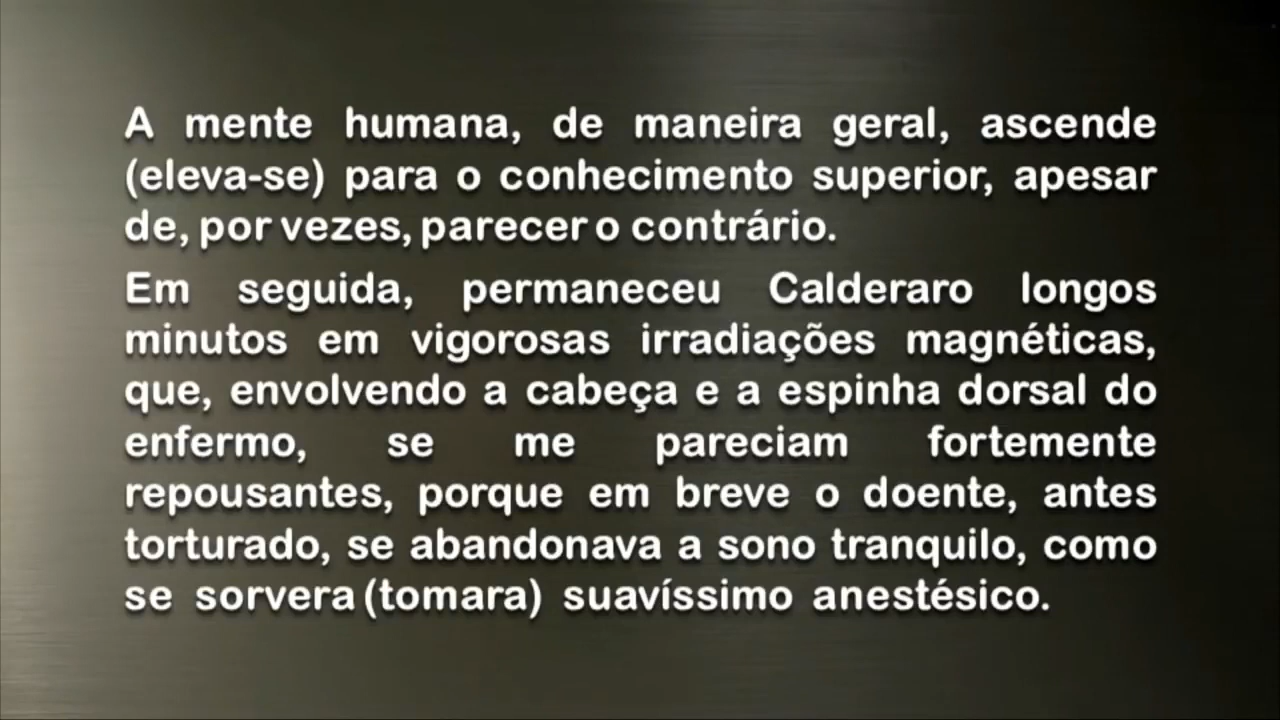 A mente humana, de maneira geral, ascende
(eleva-se) para o conhecimento superior, apesar
de, por vezes, parecer o contrário.
Em seguida, permaneceu Calderaro longos
minutos em vigorosas irradiações magnéticas,
que, envolvendo a cabeça e a espinha dorsal do
enfermo, se me pareciam fortemente
repousantes, porque em breve o doente, antes
torturado, se abandonava a sono tranquilo, como
se sorvera (tomara) suavíssimo anestésico.